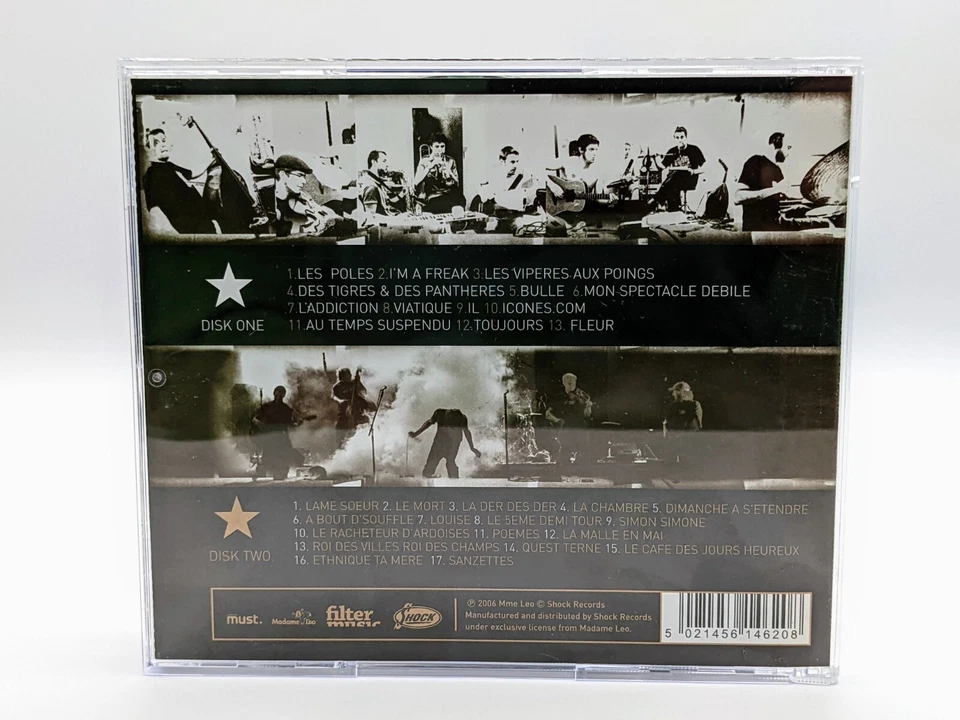 1.LES POLES 2.I'M A FREAK 3.LES VIPERES AUX POINGS
4.DES TIGRES & DES PANTHERES 5.BULLE 6.MON SPECTACLE DEBILE
7.L'ADDICTION 8.VIATIQUE 9.IL 10.ICONES.COM
11.AU TEMPS SUSPENDU 12.TOUJOURS 13. FLEUR
DISK ONE
1. LAME SOEUR 2. LE MORT 3. LA DER DES DER 4. LA CHAMBRE 5. DIMANCHE A S'ETENDRE
6. A BOUT D'SOUFFLE 7. LOUISE 8. LE 5EME DEMI TOUR 9. SIMON SIMONE
10. LE RACHETEUR D'ARDOISES 11. POEMES 12. LA MALLE EN MAI
13. ROI DES VILLES ROI DES CHAMPS 14. QUEST TERNE 15. LE CAFE DES JOURS HEUREUX
16. ETHNIQUE TA MERE 17. SANZETTES
DISK TWO
must.
Madame Leo
filter
music
SHOCK
℗ 2006 Mme Leo © Shock Records
Manufactured and distributed by Shock Records
under exclusive license from Madame Leo.
5 021456 146208